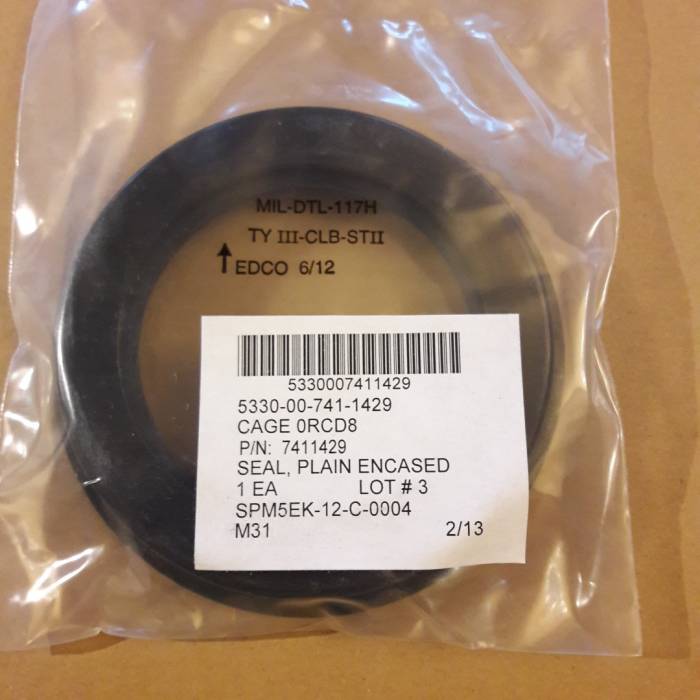 MIL-DTL-117H
TY III-CLB-STII
EDCO 6/12
5330007411429
5330-00-741-1429
CAGE 0RCD8
P/N: 7411429
SEAL, PLAIN ENCASED
1 EA LOT # 3
SPM5EK-12-C-0004
M31 2/13